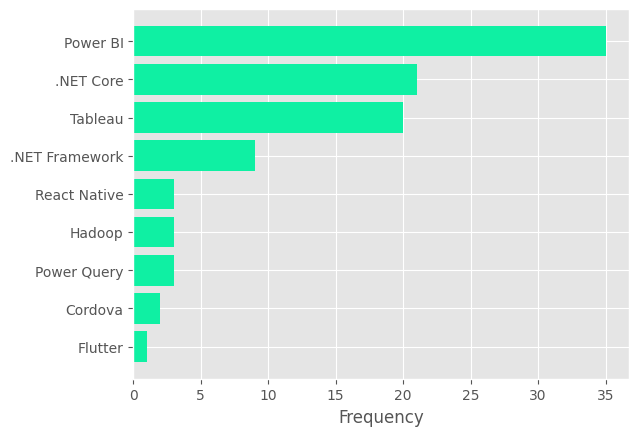 Power BI
.NET Core
Tableau
.NET Framework
React Native
Hadoop
Power Query
Cordova
Flutter
0 5 10 15 20 25 30 35
Frequency